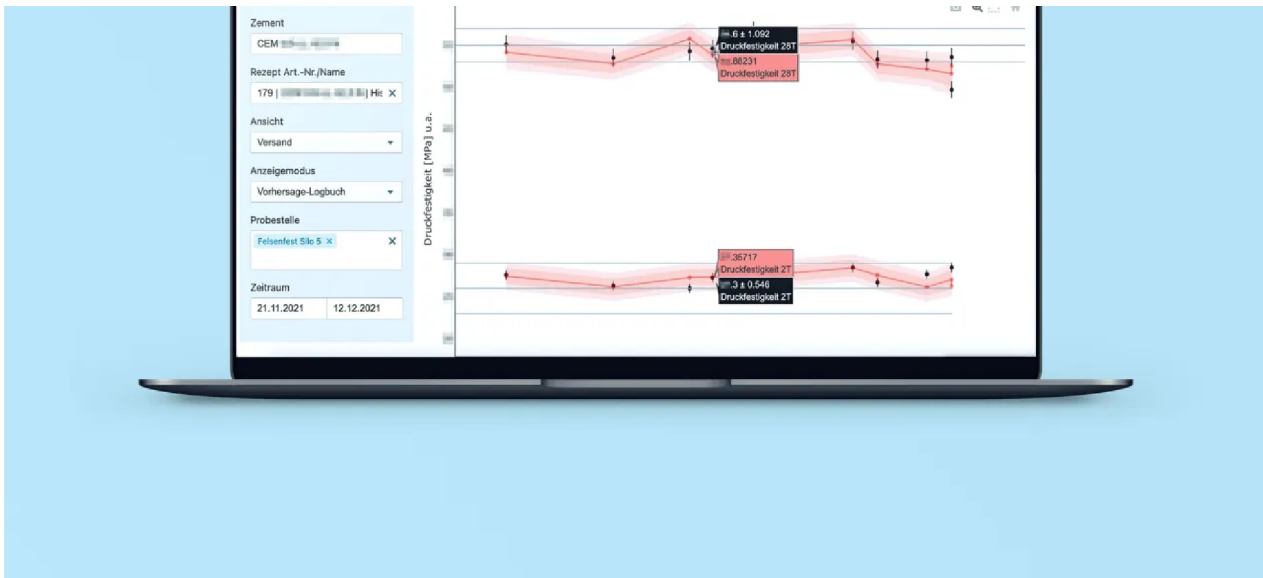 Zement
CEM
Rezept Art.-Nr./Name
179 | | His ×
Ansicht
Versand
Anzeigemodus
Vorhersage-Logbuch
Probestelle
Felsenfest Silo 5 × ×
Zeitraum
21.11.2021 12.12.2021
Druckfestigkeit [MPa] u.a.
.6 ± 1.092
Druckfestigkeit 28T
.88231
Druckfestigkeit 28T
.36717
Druckfestigkeit 2T
.3 ± 0.546
Druckfestigkeit 2T